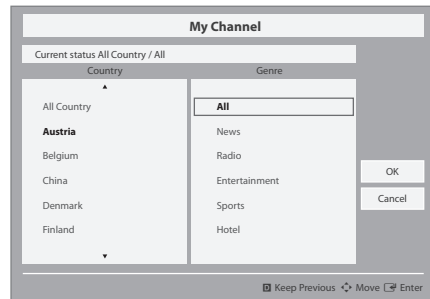 My Channel
Current status All Country / All
Country
Genre
All Country
Austria
Belgium
China
Denmark
Finland
All
News
Radio
Entertainment
Sports
Hotel
OK
Cancel
D Keep Previous Move Enter